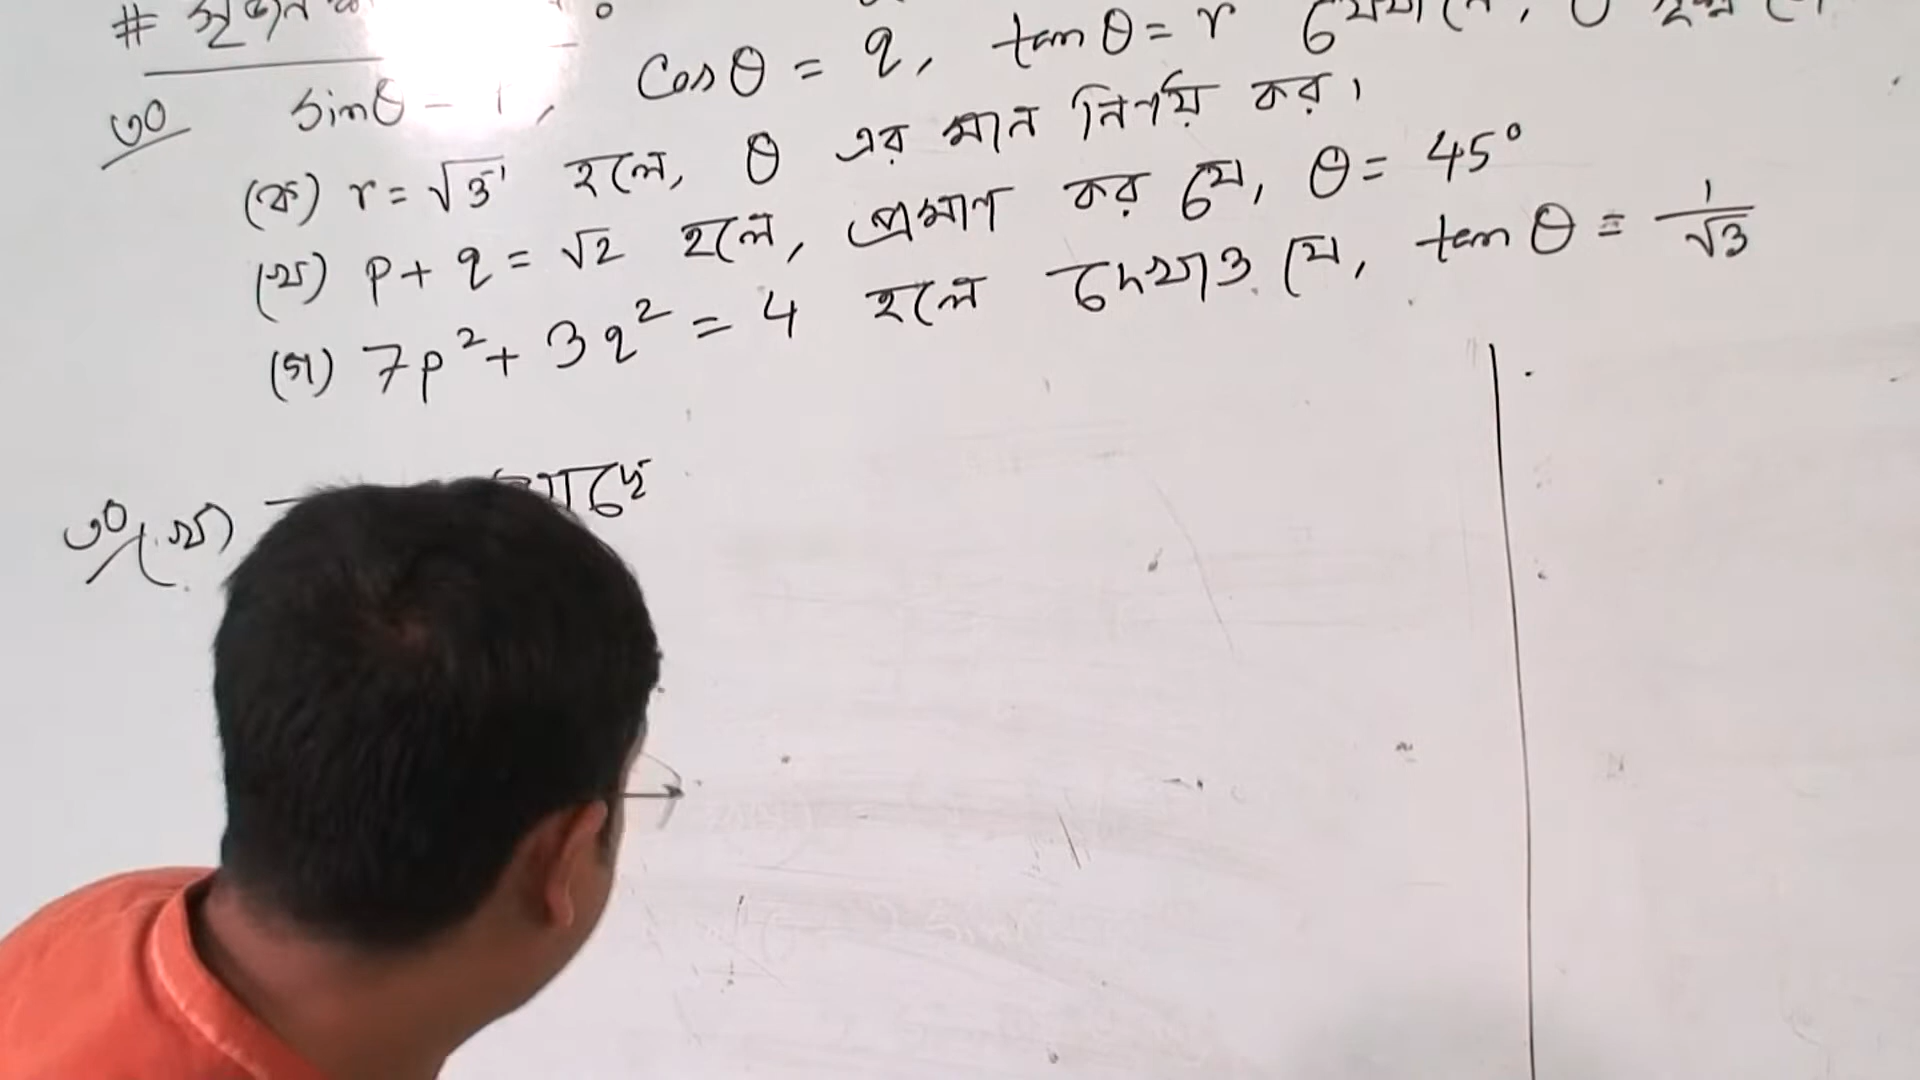 # সৃজন
৩০ sinθ = , cosθ = q, tanθ = r যেখানে, θ
(ক) r = √3 হলে, θ এর মান নির্ণয় কর।
(খ) p + q = √2 হলে, প্রমাণ কর যে, θ = 45°
(গ) 7p² + 3q² = 4 হলে দেখাও যে, tanθ = 1/√3
৩০ (খ)